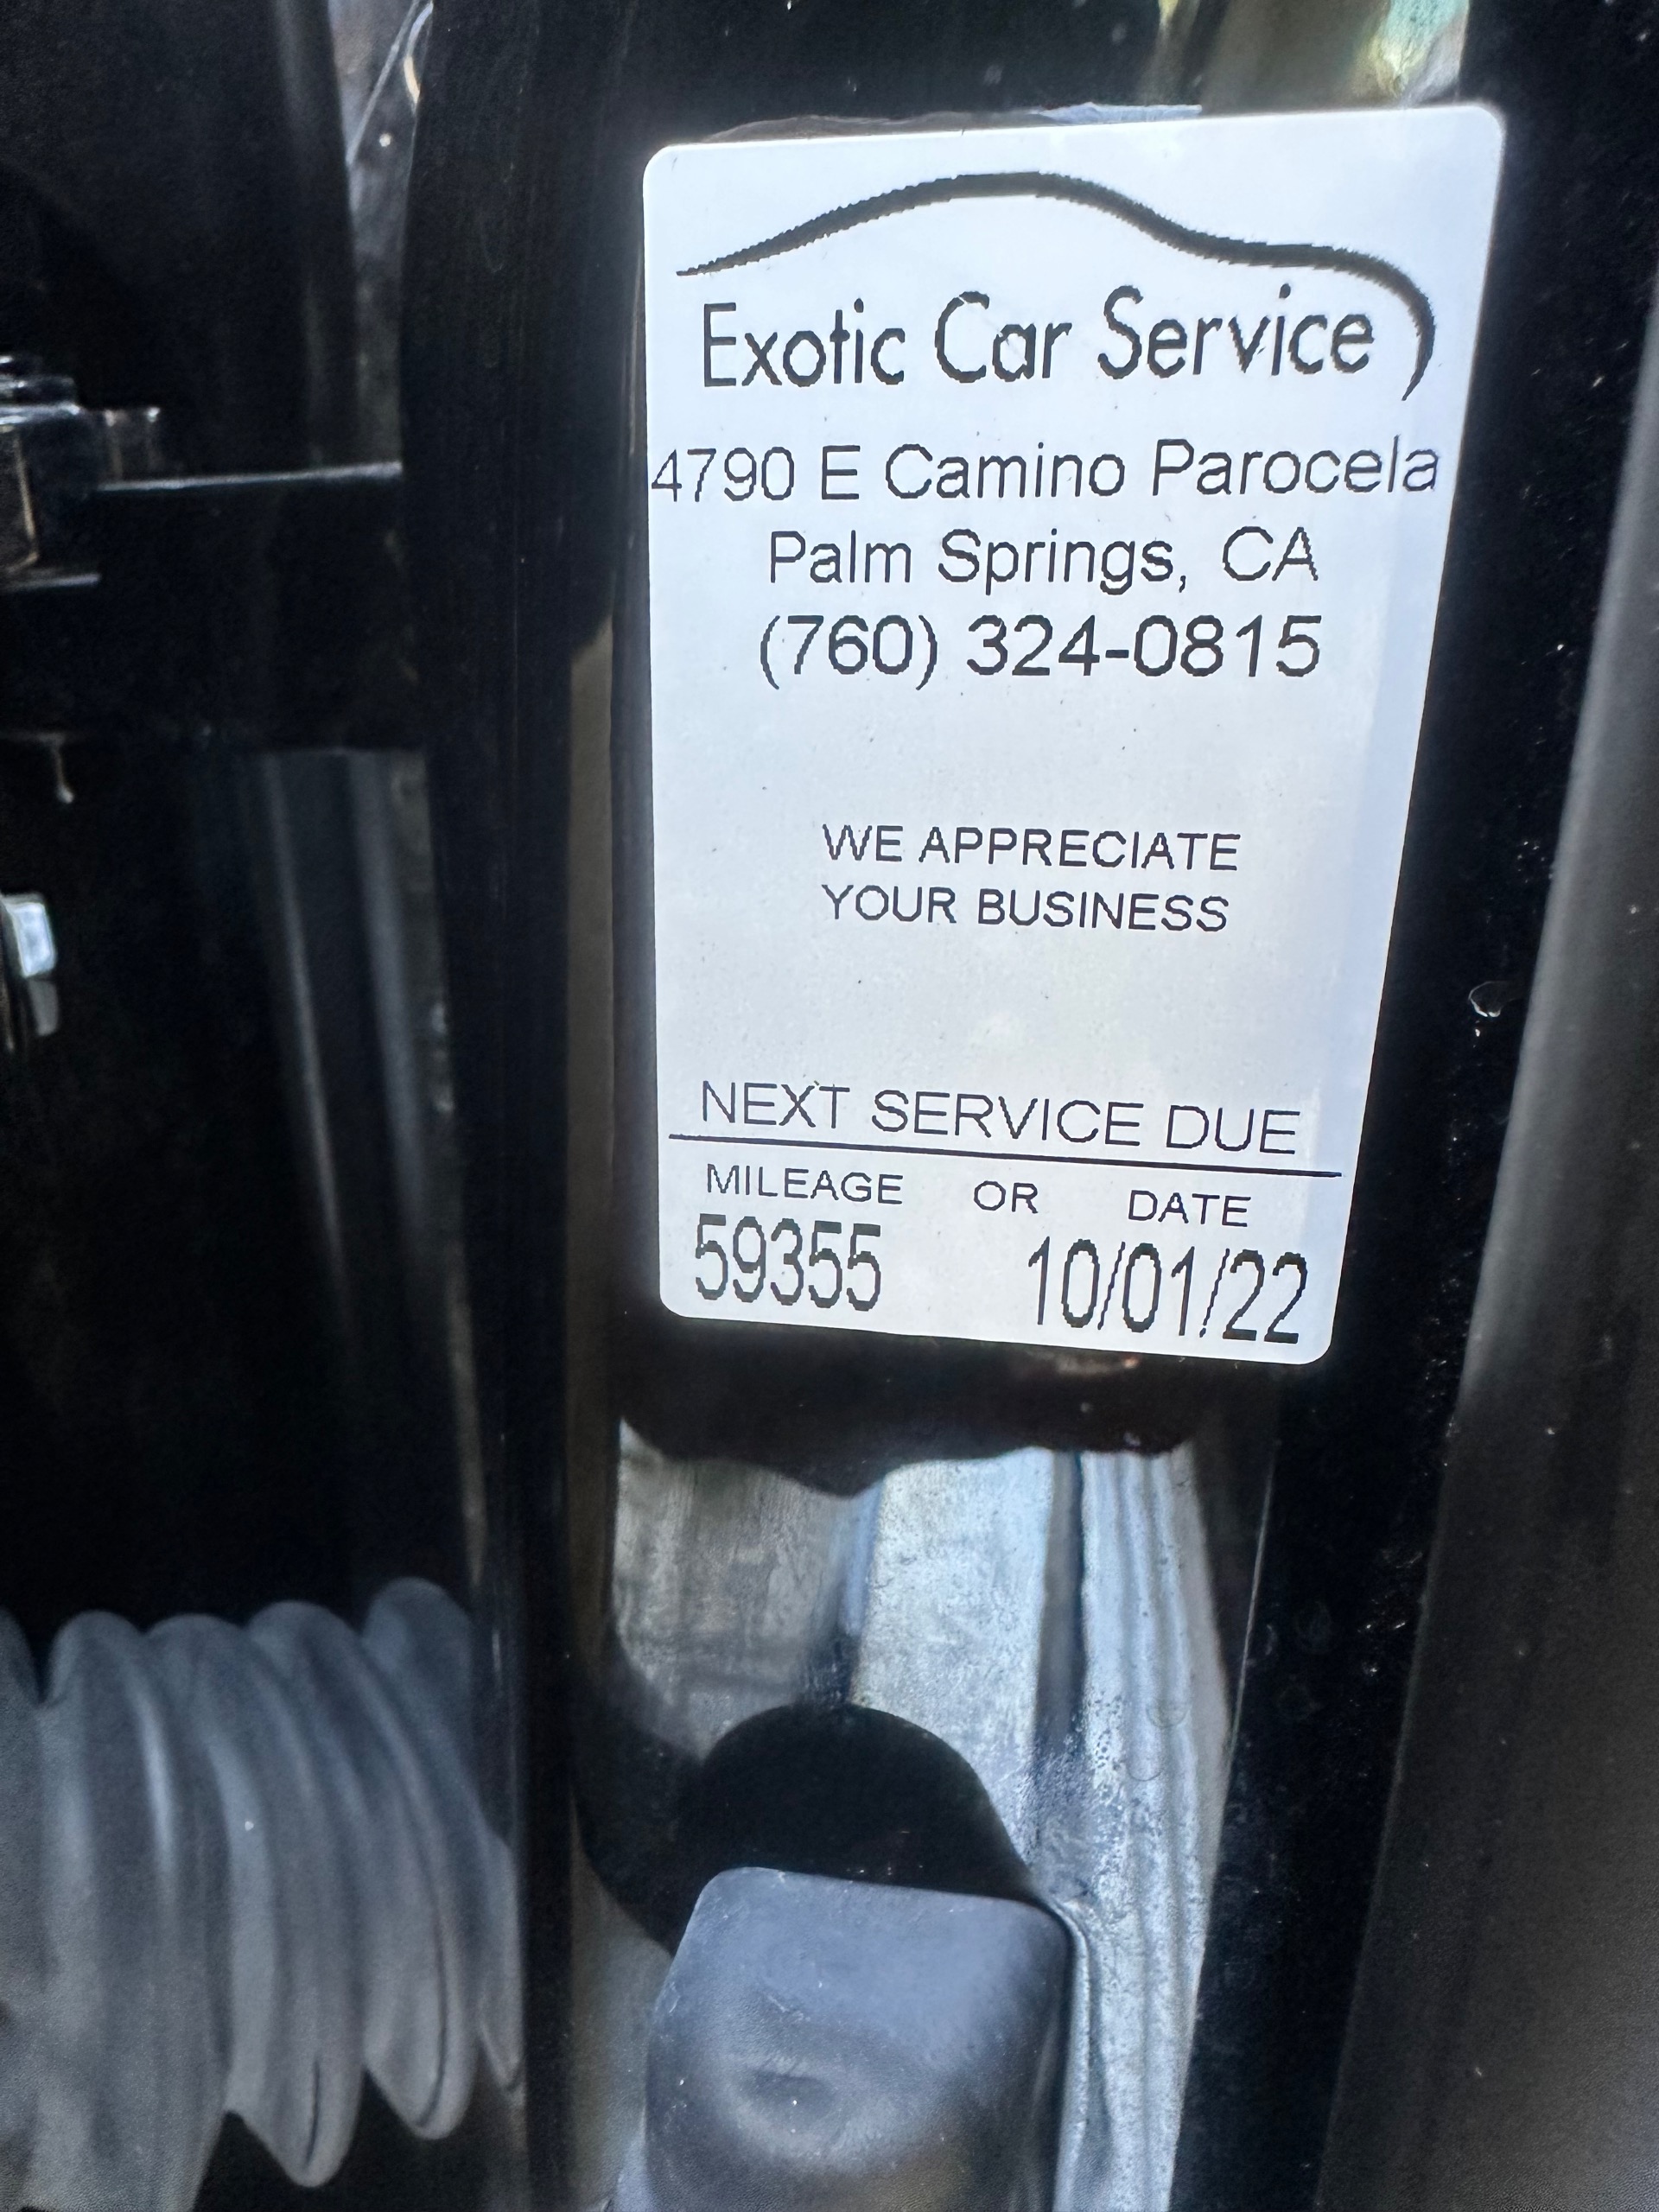 Exotic Car Service
4790 E Camino Parocela
Palm Springs, CA
(760) 324-0815
WE APPRECIATE
YOUR BUSINESS
NEXT SERVICE DUE
MILEAGE OR DATE
59355 10/01/22